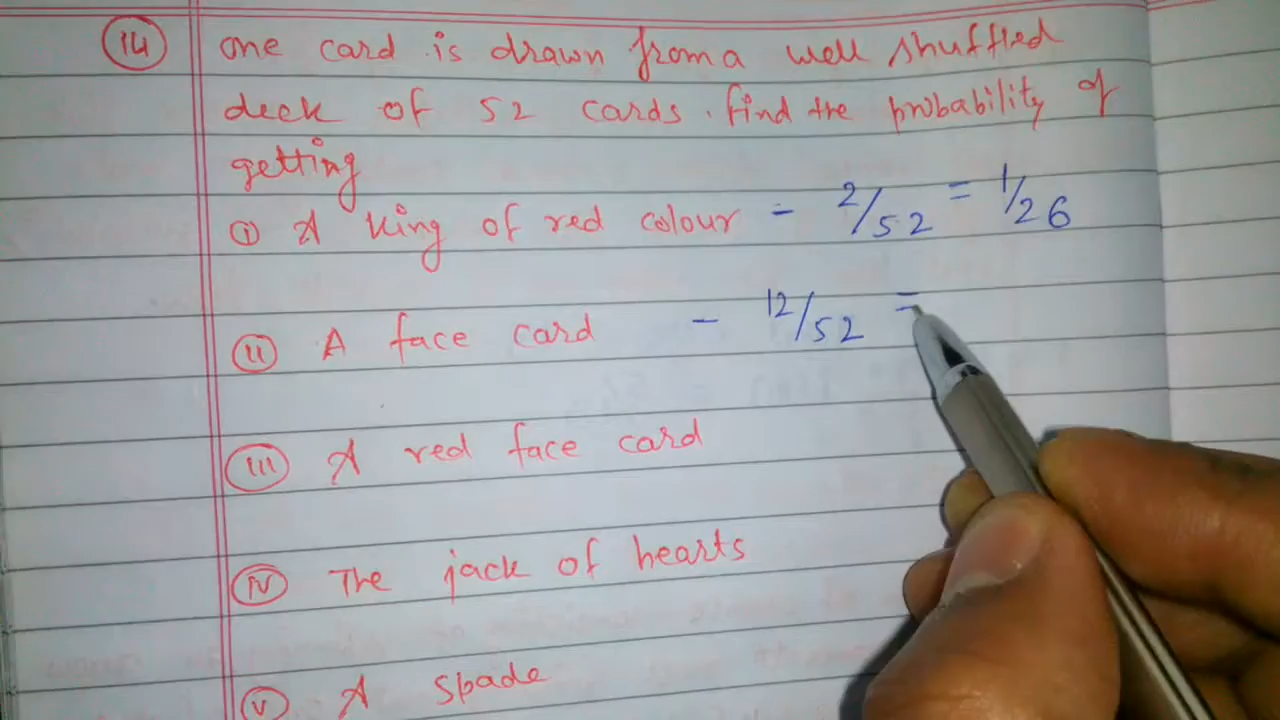 14 one card is drawn from a well shuffled
deck of 52 cards. find the probability of
getting
i A king of red colour - 2/52 = 1/26
ii A face card - 12/52 =
iii A red face card
iv The jack of hearts
v A spade